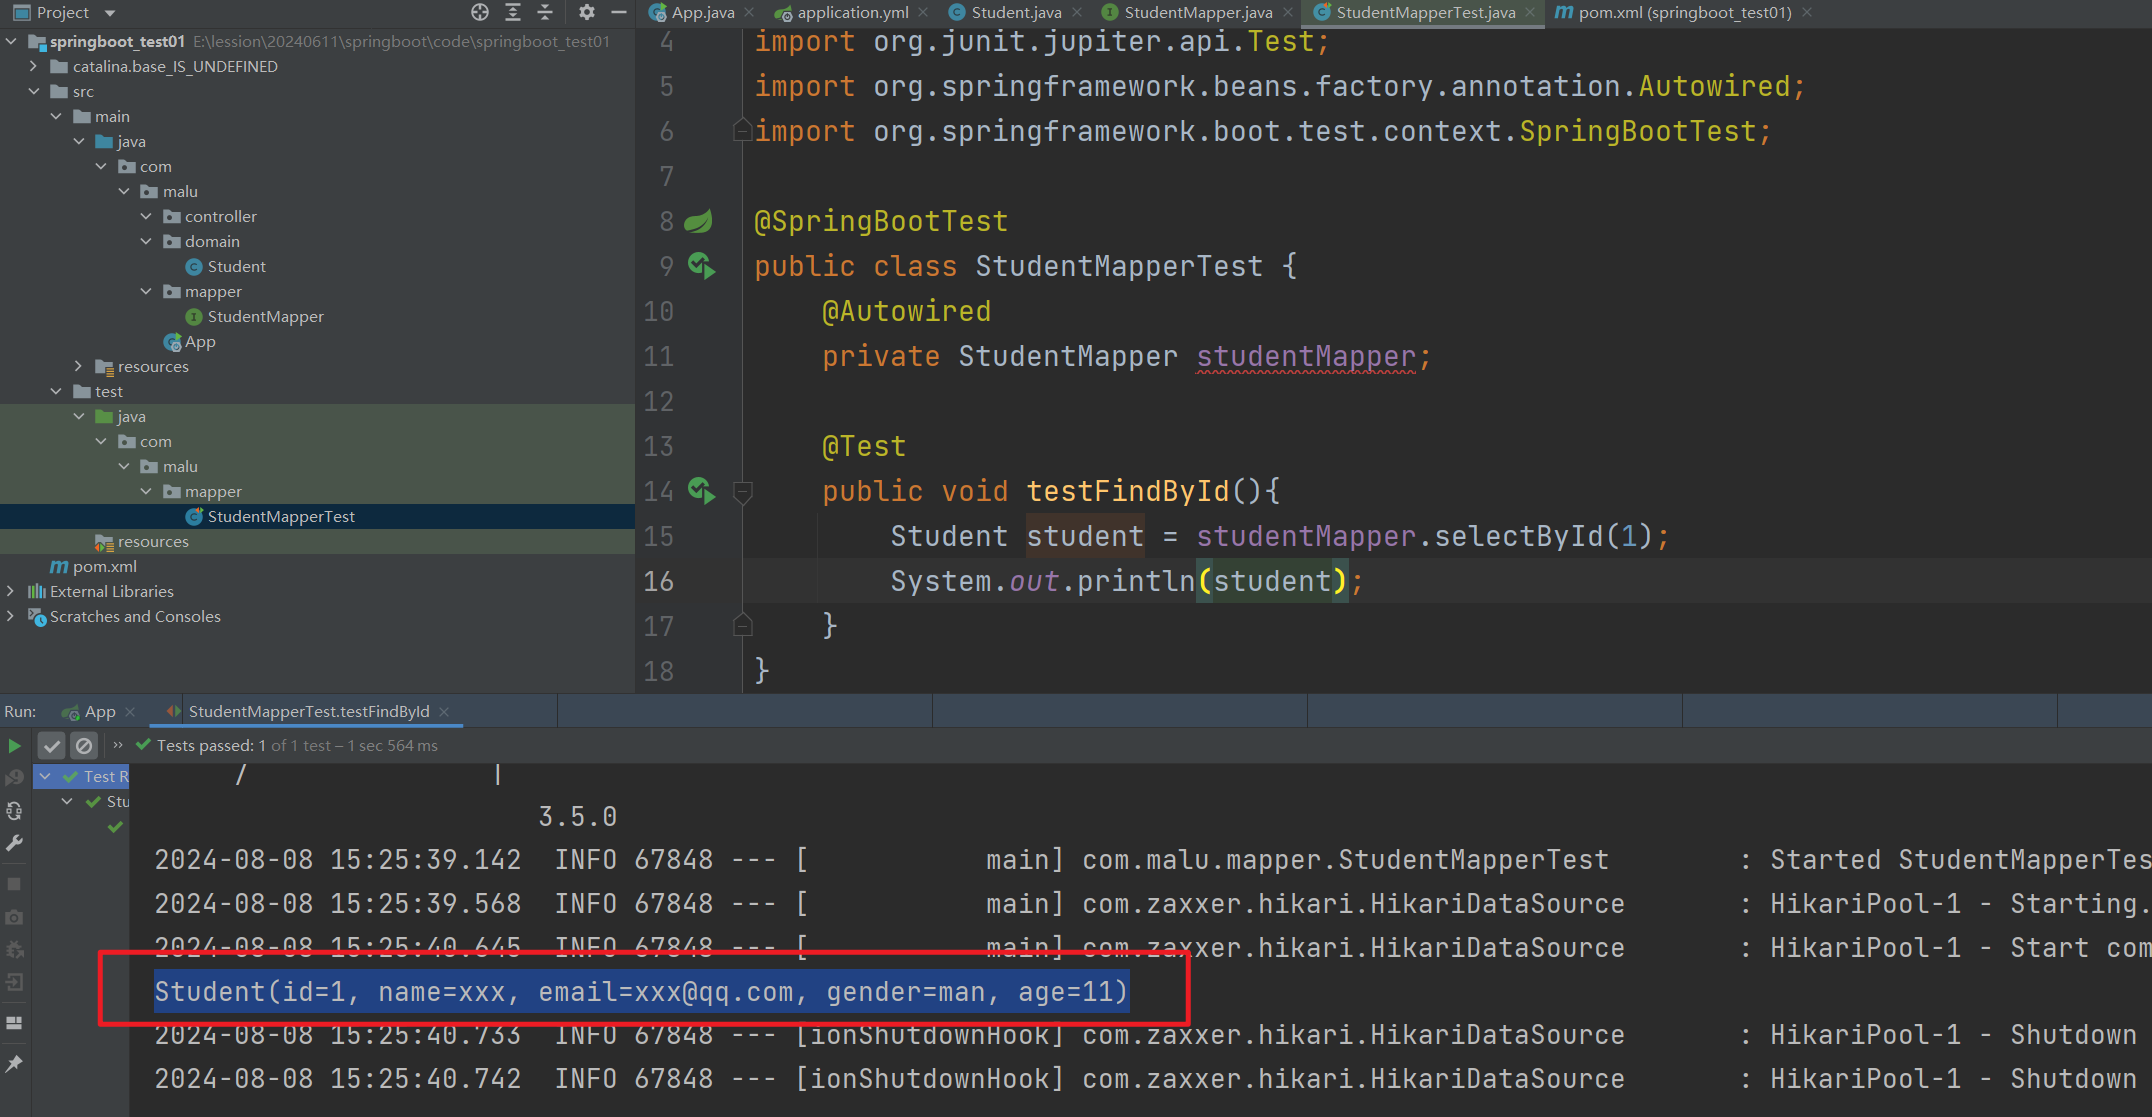 Project
springboot_test01 E:\lession\20240611\springboot\code\springboot_test01
catalina.base_IS_UNDEFINED
src
main
java
com
malu
controller
domain
Student
mapper
StudentMapper
App
resources
test
java
com
malu
mapper
StudentMapperTest
resources
pom.xml
External Libraries
Scratches and Consoles
App.java application.yml Student.java StudentMapper.java StudentMapperTest.java pom.xml (springboot_test01)
4 import org.junit.jupiter.api.Test;
5 import org.springframework.beans.factory.annotation.Autowired;
6 import org.springframework.boot.test.context.SpringBootTest;
7
8 @SpringBootTest
9 public class StudentMapperTest {
10 @Autowired
11 private StudentMapper studentMapper;
12
13 @Test
14 public void testFindById(){
15 Student student = studentMapper.selectById(1);
16 System.out.println(student);
17 }
18 }
Run: App StudentMapperTest.testFindById
Tests passed: 1 of 1 test – 1 sec 564 ms
Test R
Stu
/ |
3.5.0
2024-08-08 15:25:39.142 INFO 67848 --- [ main] com.malu.mapper.StudentMapperTest : Started StudentMapperTes
2024-08-08 15:25:39.568 INFO 67848 --- [ main] com.zaxxer.hikari.HikariDataSource : HikariPool-1 - Starting.
2024-08-08 15:25:40.645 INFO 67848 --- [ main] com.zaxxer.hikari.HikariDataSource : HikariPool-1 - Start com
Student(id=1, name=xxx, email=xxx@qq.com, gender=man, age=11)
2024-08-08 15:25:40.733 INFO 67848 --- [ionShutdownHook] com.zaxxer.hikari.HikariDataSource : HikariPool-1 - Shutdown
2024-08-08 15:25:40.742 INFO 67848 --- [ionShutdownHook] com.zaxxer.hikari.HikariDataSource : HikariPool-1 - Shutdown